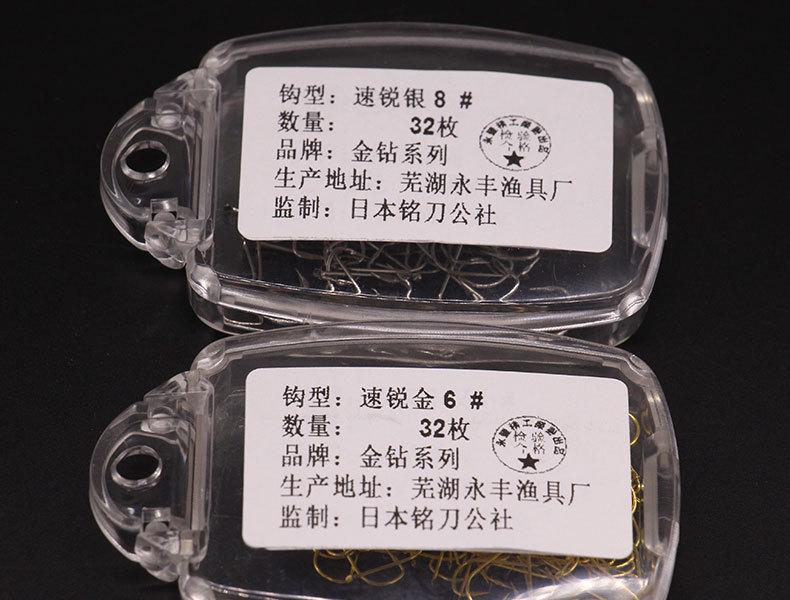 钩型：速锐银8 #
数量：32枚
品牌：金钻系列
生产地址：芜湖永丰渔具厂
监制：日本铭刀公社
检验
合格
钩型：速锐金6 #
数量：32枚
品牌：金钻系列
生产地址：芜湖永丰渔具厂
监制：日本铭刀公社
检验
合格